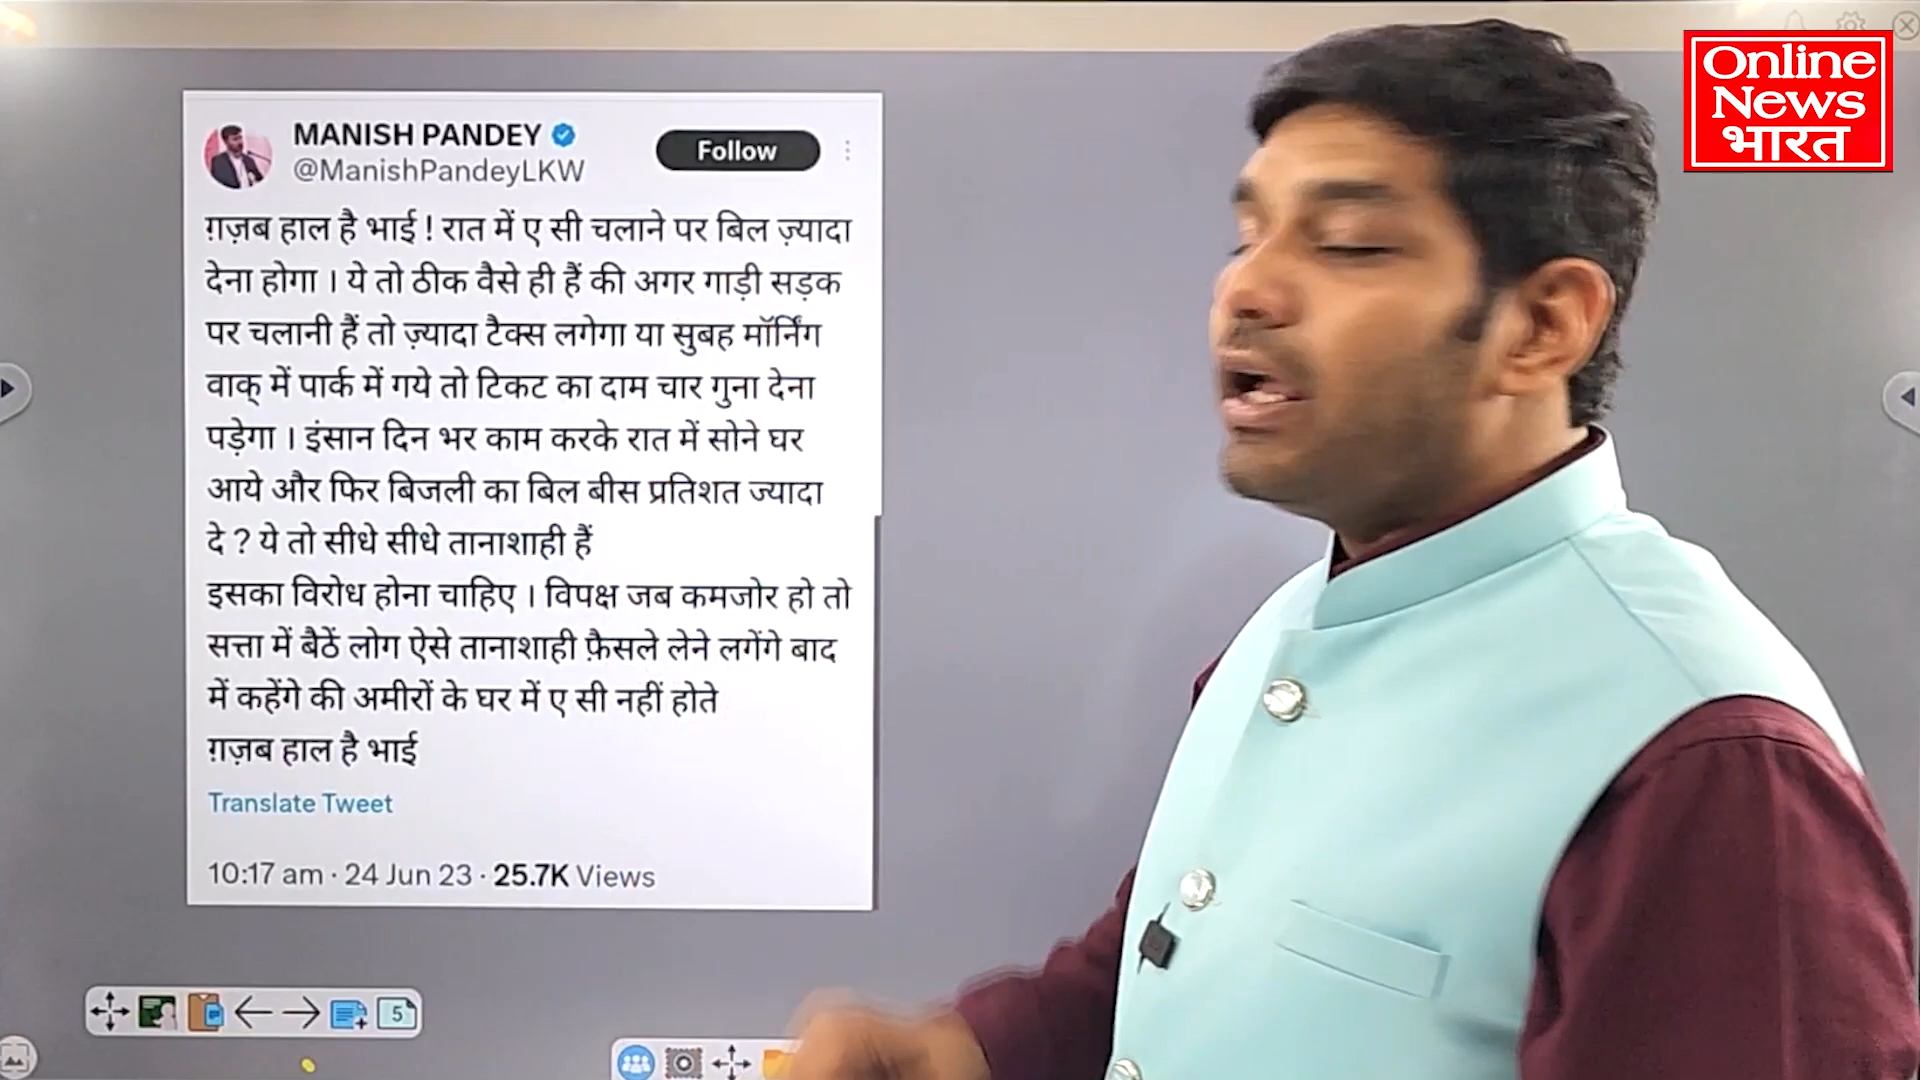 Online
News
भारत
MANISH PANDEY
@ManishPandeyLKW
Follow
ग़ज़ब हाल है भाई ! रात में ए सी चलाने पर बिल ज़्यादा
देना होगा । ये तो ठीक वैसे ही हैं की अगर गाड़ी सड़क
पर चलानी हैं तो ज़्यादा टैक्स लगेगा या सुबह मॉर्निंग
वाक् में पार्क में गये तो टिकट का दाम चार गुना देना
पड़ेगा । इंसान दिन भर काम करके रात में सोने घर
आये और फिर बिजली का बिल बीस प्रतिशत ज्यादा
दे ? ये तो सीधे सीधे तानाशाही हैं
इसका विरोध होना चाहिए । विपक्ष जब कमजोर हो तो
सत्ता में बैठें लोग ऐसे तानाशाही फ़ैसले लेने लगेंगे बाद
में कहेंगे की अमीरों के घर में ए सी नहीं होते
ग़ज़ब हाल है भाई
Translate Tweet
10:17 am · 24 Jun 23 · 25.7K Views
5